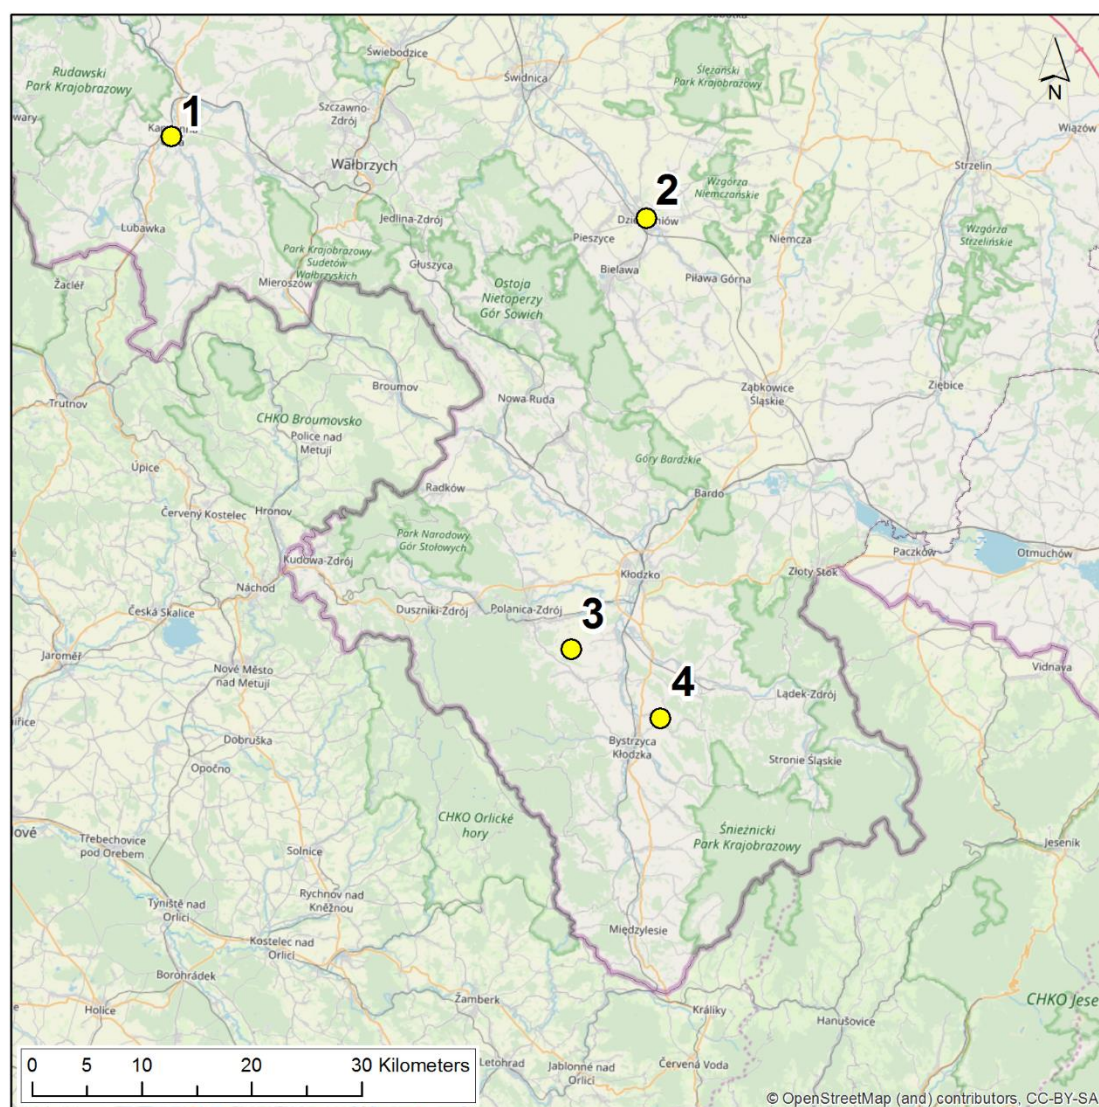 Sobótka
Świebodzice
Rudawski
Park Krajobrazowy
Ślężański
Park Krajobrazowy
Świdnica
N
Szczawno-
Zdrój
1
wary
Wiązów
Wałbrzych
Strzelin
Wzgórza
Niemczańskie
2
Jedlina-Zdrój
Lubawka
Pieszyce
Niemcza
Wzgórza
Strzelińskie
Park Krajobrazowy
Sudetów
Wałbrzyskich
Głuszyca
Bielawa
Piława Górna
Żacléř
Mieroszów
Ostoja
Nietoperzy
Gór Sowich
Broumov
Ząbkowice
Śląskie
Ziębice
Trutnov
Nowa Ruda
CHKO Broumovsko
Police nad
Metují
Úpice
Góry Bardzkie
Radków
Bardo
Červený Kostelec
Hronov
Park Narodowy
Gór Stołowych
Paczków
Otmuchów
Kudowa-Zdrój
Kłodzko
Złoty Stok
Náchod
Česká Skalice
Duszniki-Zdrój
Polanica-Zdrój
3
Jaroměř
Nové Město
nad Metují
Vidnava
4
Lądek-Zdrój
Dobruška
Bystrzyca
Kłodzka
Stronie Śląskie
Opočno
CHKO Orlické
hory
Śnieżnicki
Park Krajobrazowy
Třebechovice
pod Orebem
Solnice
Jeseník
Rychnov nad
Kněžnou
Týniště nad
Orlicí
Międzylesie
Kostelec nad
Orlicí
Borohrádek
Žamberk
CHKO Jese
Holice
Králíky
Hanušovice
0 5 10 20 30 Kilometers
Letohrad
Jablonné nad
Orlicí
Červená Voda
© OpenStreetMap (and) contributors, CC-BY-SA